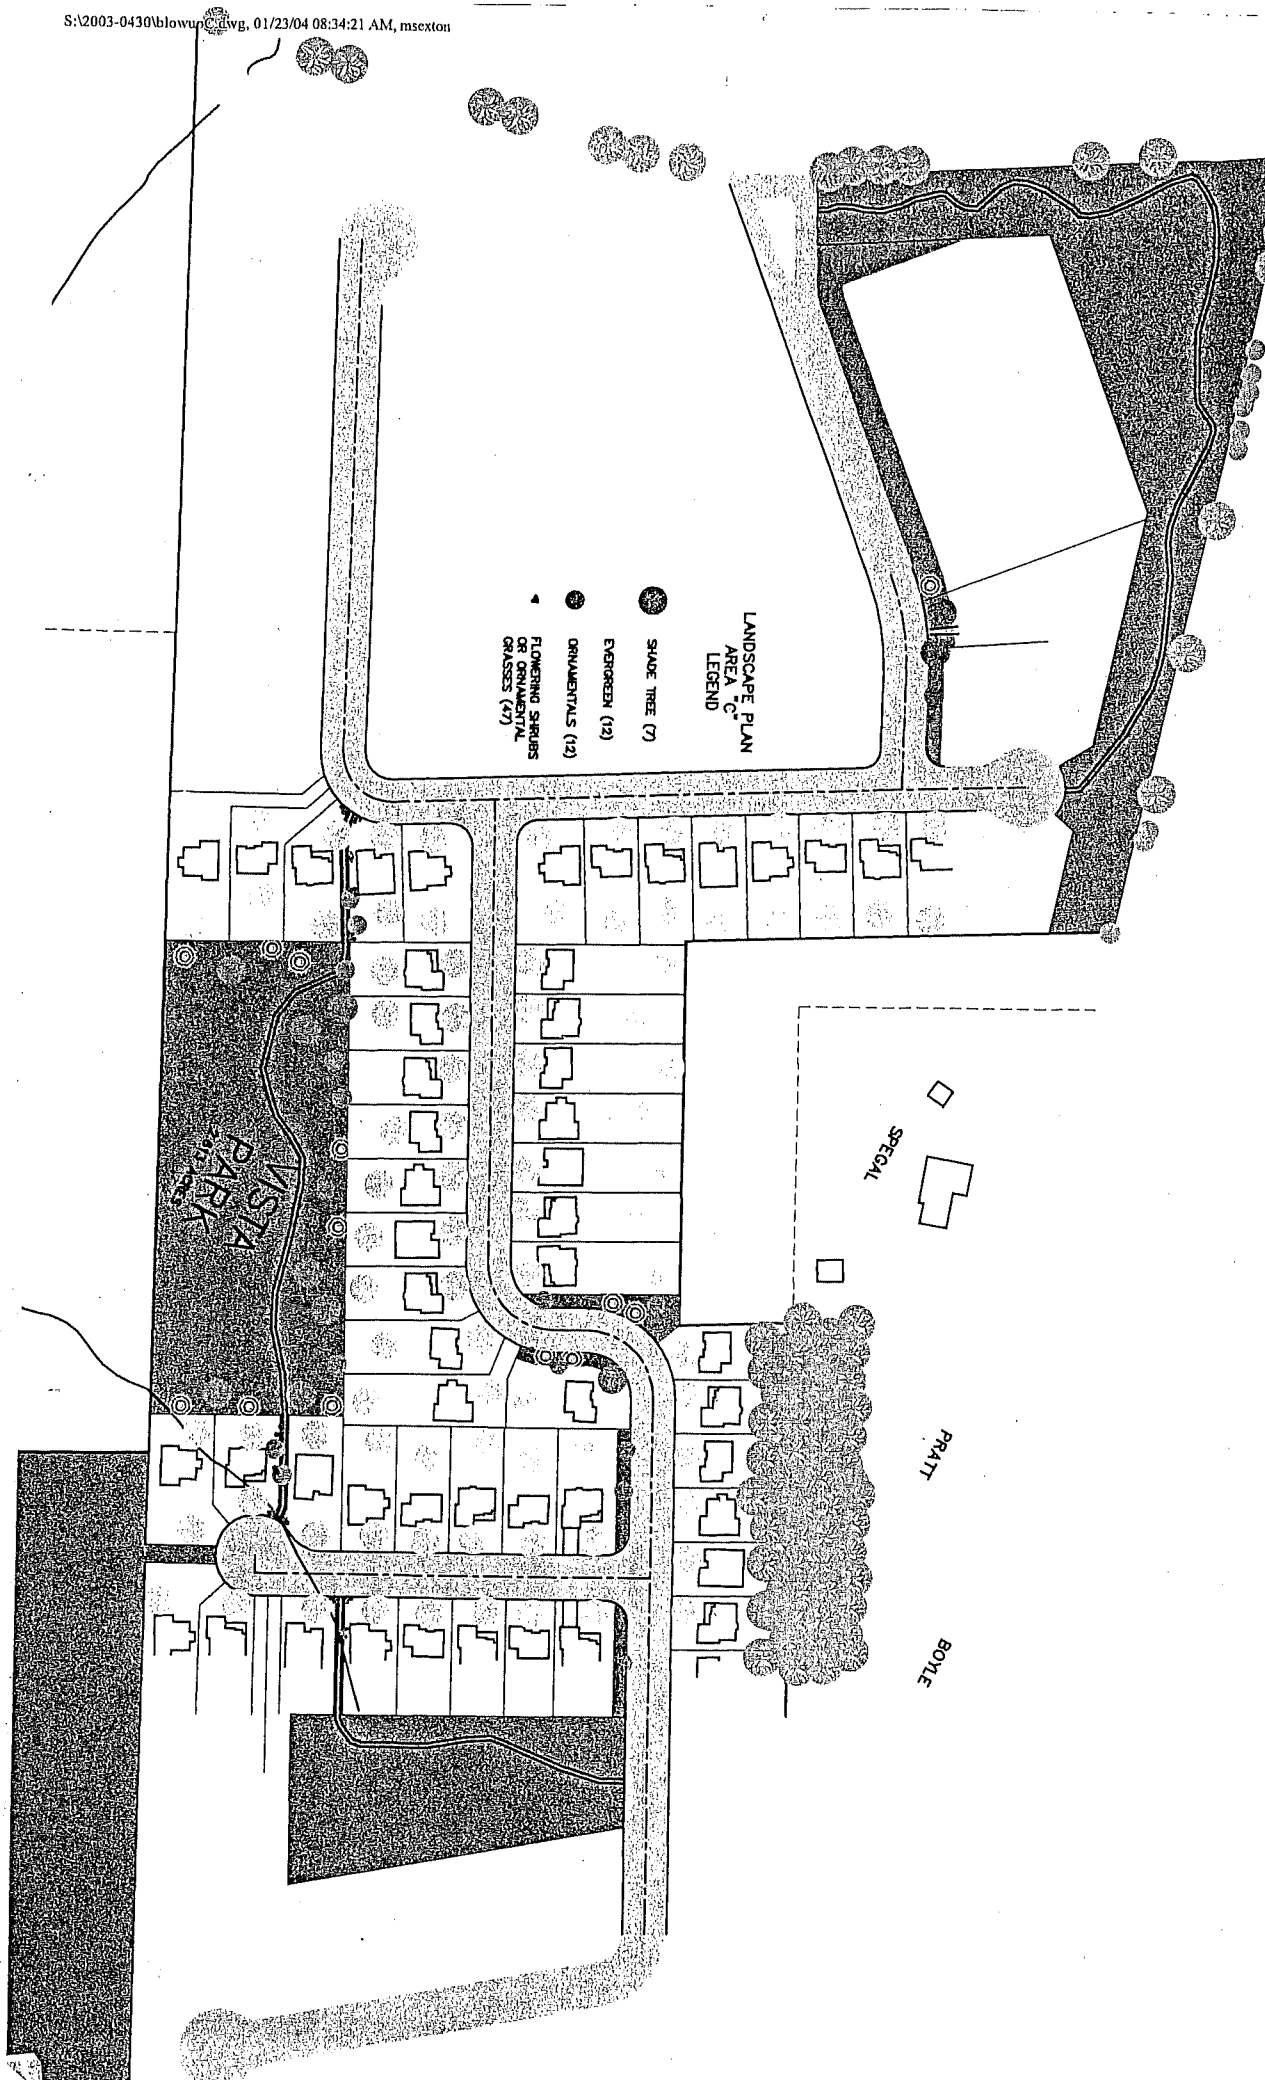 S:\2003-0430\blowupC.dwg, 01/23/04 08:34:21 AM, msexton
LANDSCAPE PLAN
AREA "C"
LEGEND
SHADE TREE (7)
EVERGREEN (12)
ORNAMENTALS (12)
FLOWERING SHRUBS
OR ORNAMENTAL
GRASSES (47)
SPEGAL
VISTA
PARK
ACRES
PRATT
BOYLE